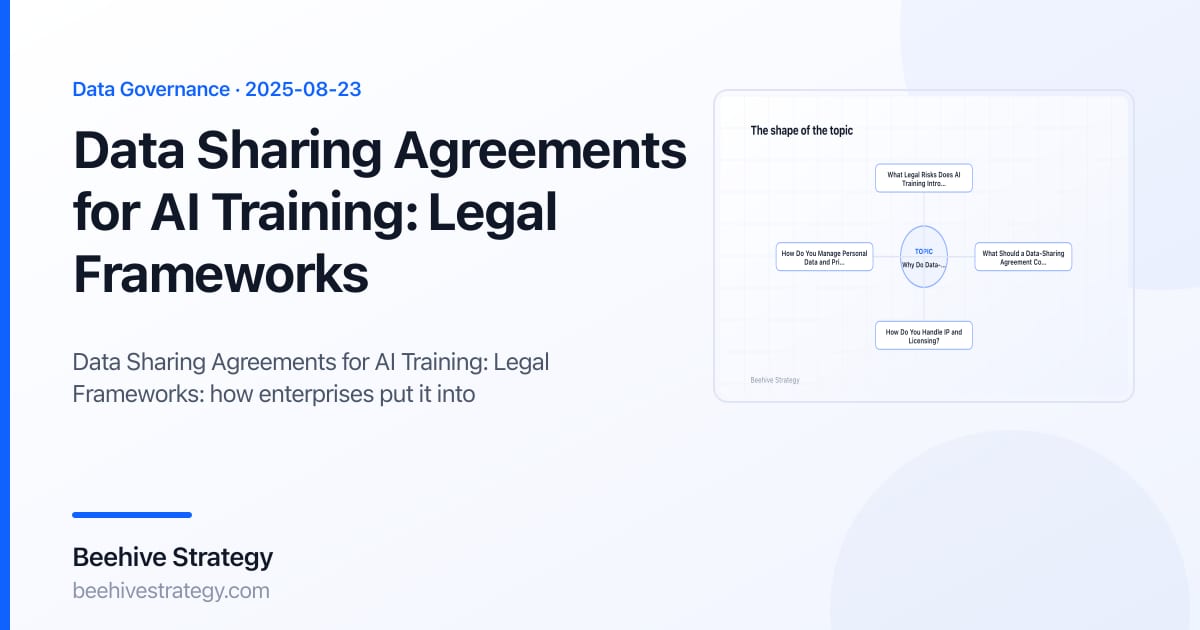 Data Governance · 2025-08-23
Data Sharing Agreements
for AI Training: Legal
Frameworks
Data Sharing Agreements for AI Training: Legal
Frameworks: how enterprises put it into
Beehive Strategy
beehivestrategy.com
The shape of the topic
What Legal Risks Does AI
Training Intro...
How Do You Manage Personal
Data and Pri...
TOPIC
Why Do Data-...
What Should a Data-Sharing
Agreement Co...
How Do You Handle IP and
Licensing?
Beehive Strategy